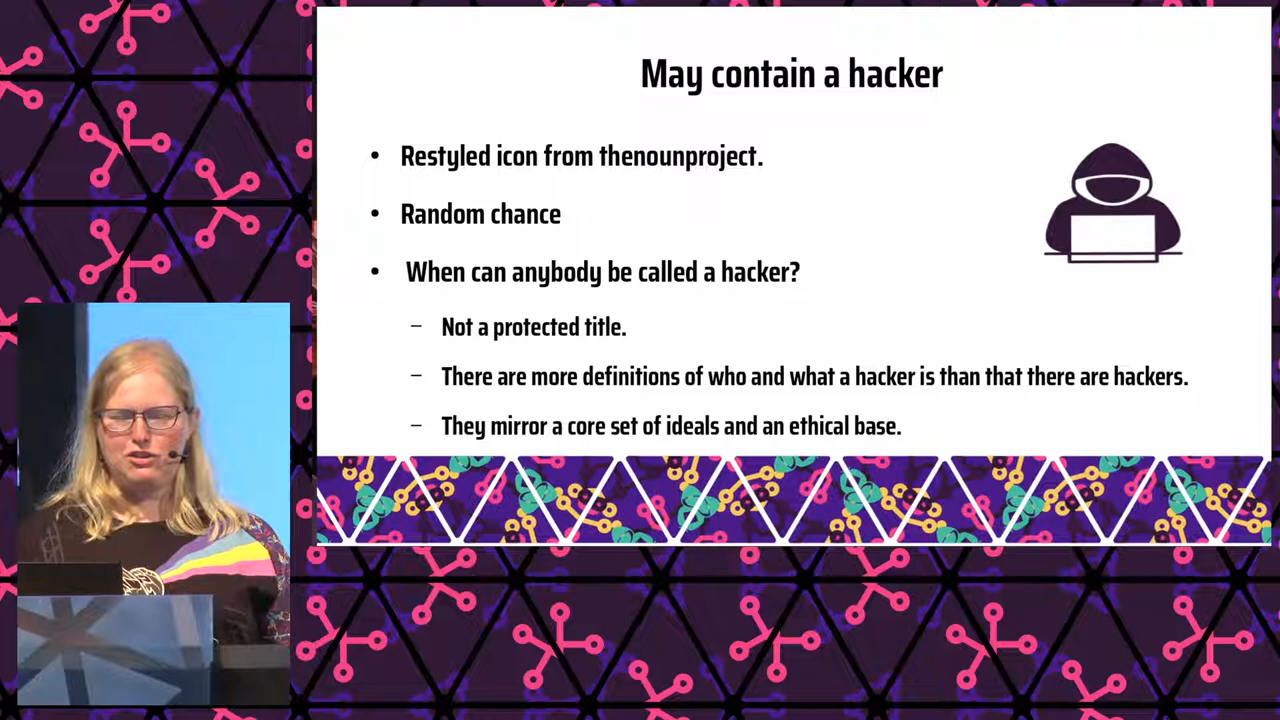 May contain a hacker
• Restyled icon from thenounproject.
• Random chance
• When can anybody be called a hacker?
– Not a protected title.
– There are more definitions of who and what a hacker is than that there are hackers.
– They mirror a core set of ideals and an ethical base.